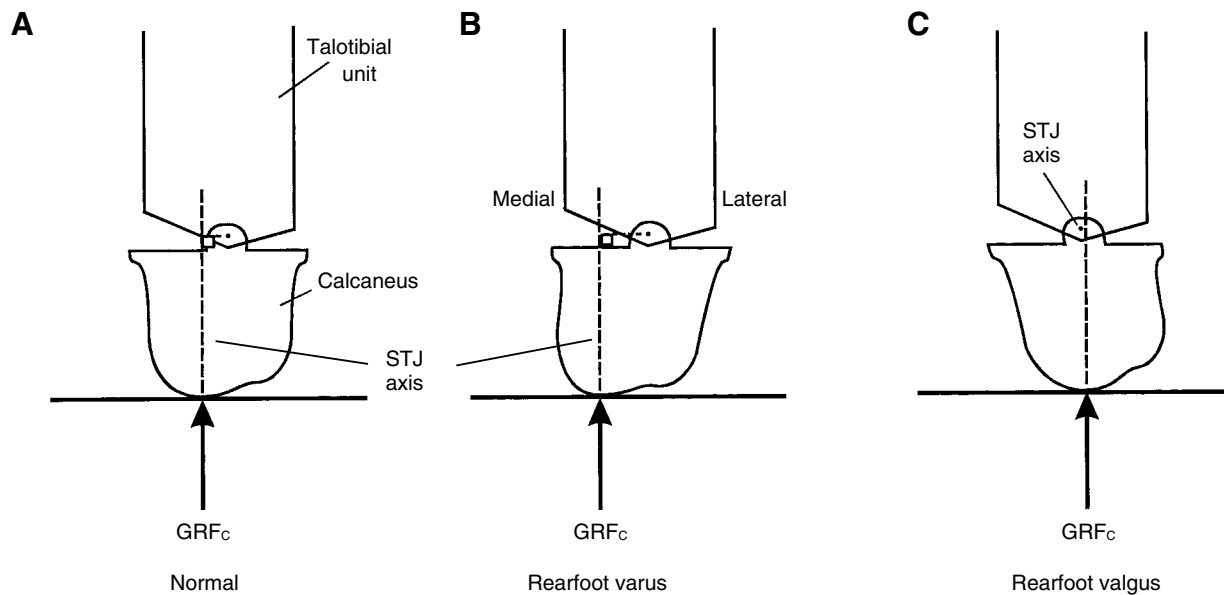 A
Talotibial
unit
Calcaneus
STJ
axis
GRFC
Normal
B
Medial
Lateral
GRFC
Rearfoot varus
C
STJ
axis
GRFC
Rearfoot valgus